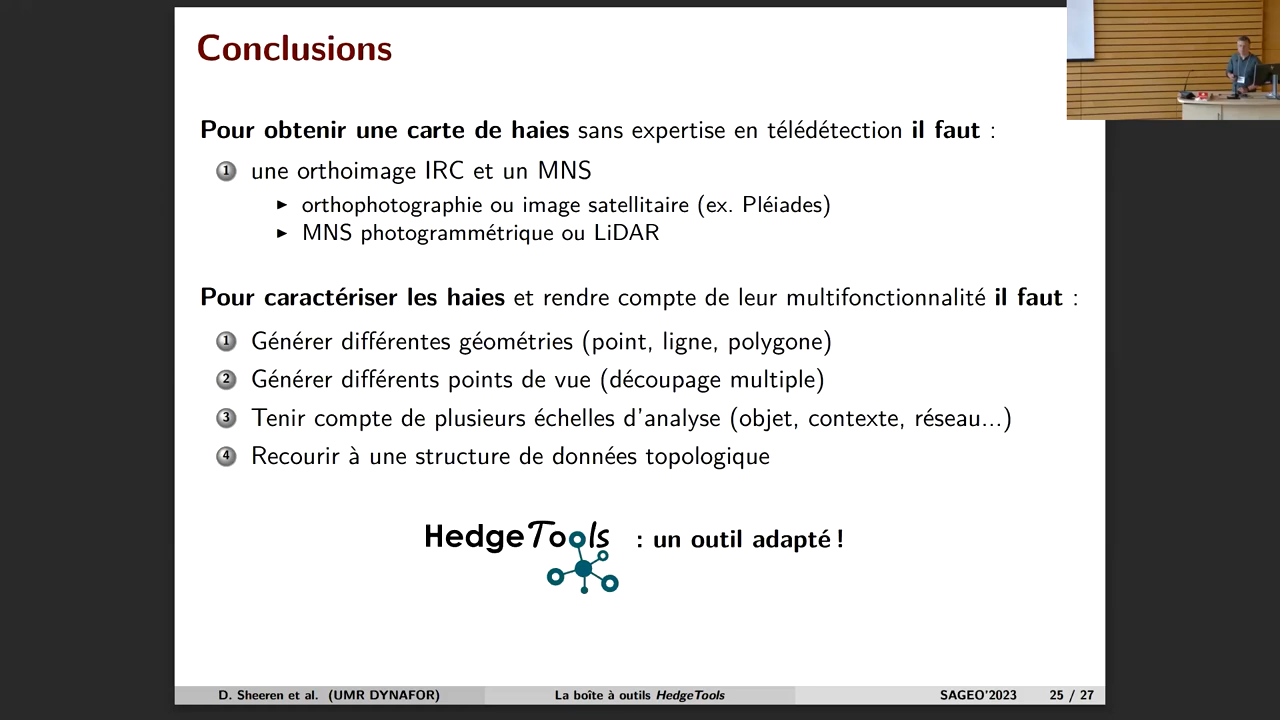 Conclusions
Pour obtenir une carte de haies sans expertise en télédétection il faut :
1 une orthoimage IRC et un MNS
▶ orthophotographie ou image satellitaire (ex. Pléiades)
▶ MNS photogrammétrique ou LiDAR
Pour caractériser les haies et rendre compte de leur multifonctionnalité il faut :
1 Générer différentes géométries (point, ligne, polygone)
2 Générer différents points de vue (découpage multiple)
3 Tenir compte de plusieurs échelles d'analyse (objet, contexte, réseau...)
4 Recourir à une structure de données topologique
HedgeTools : un outil adapté !
D. Sheeren et al. (UMR DYNAFOR) La boîte à outils HedgeTools SAGEO'2023 25 / 27